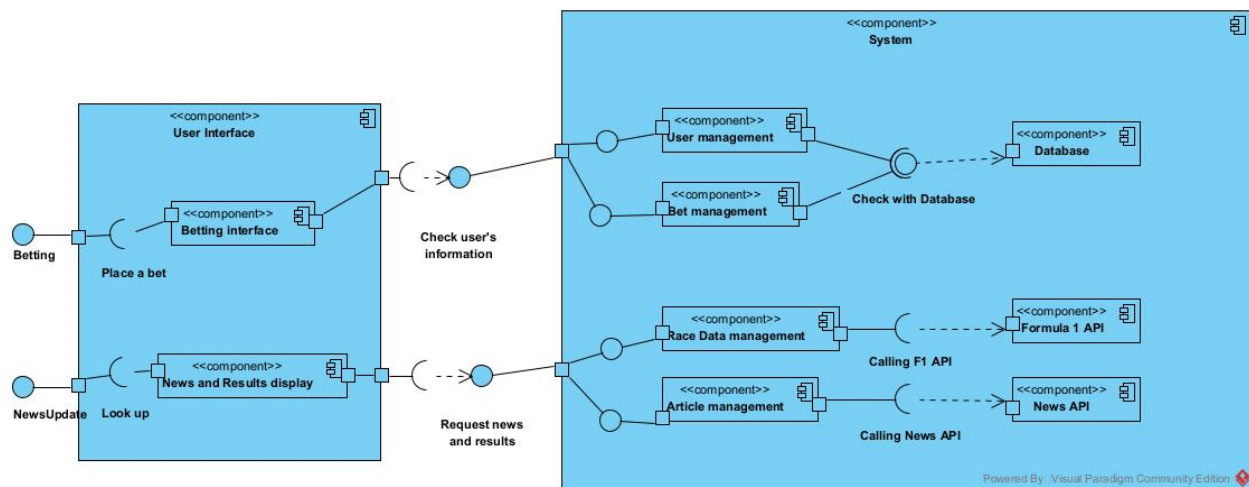 <<component>>
System
<<component>>
User Interface
<<component>>
User management
<<component>>
Database
<<component>>
Betting interface
<<component>>
Bet management
Check with Database
Betting
Place a bet
Check user's
information
<<component>>
Race Data management
<<component>>
Formula 1 API
Calling F1 API
<<component>>
News and Results display
<<component>>
Article management
<<component>>
News API
NewsUpdate
Look up
Request news
and results
Calling News API
Powered By: Visual Paradigm Community Edition